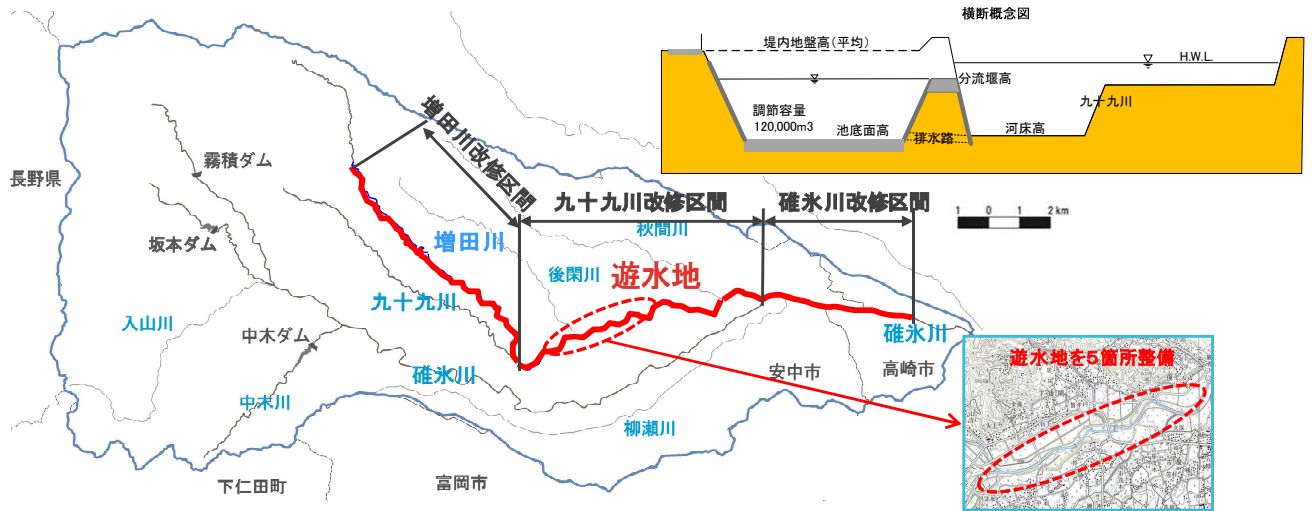 横断概念図
堤内地盤高(平均)
H.W.L.
分流堰高
九十九川
調節容量
120,000m3
池底面高
排水路
河床高
増田川改修区間
九十九川改修区間
碓氷川改修区間
1 0 1 2 km
長野県
霧積ダム
坂本ダム
入山川
中木ダム
中木川
下仁田町
富岡市
増田川
九十九川
碓氷川
後閑川
秋間川
遊水地
柳瀬川
安中市
高崎市
碓氷川
遊水地を5箇所整備